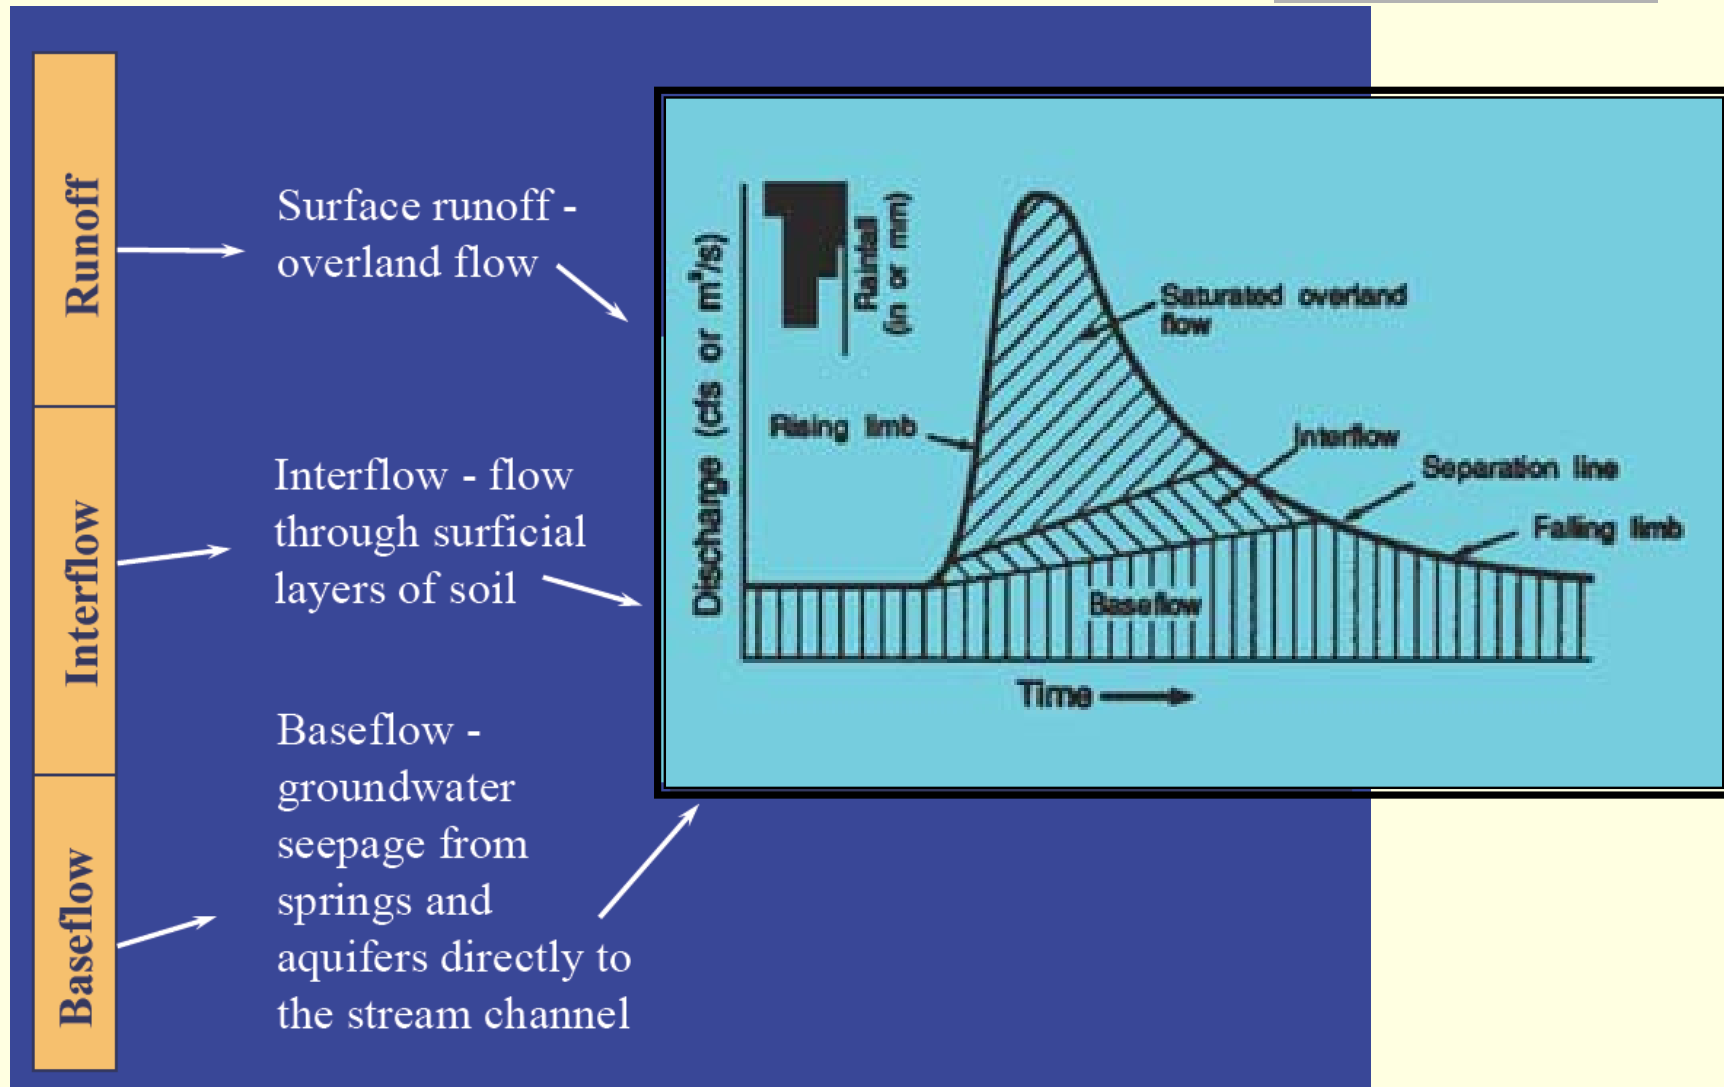 Runoff
Surface runoff -
overland flow
Interflow
Interflow - flow
through surficial
layers of soil
Baseflow
Baseflow -
groundwater
seepage from
springs and
aquifers directly to
the stream channel
Discharge (cfs or m³/s)
Rainfall
(in or mm)
Saturated overland
flow
Rising limb
Interflow
Separation line
Falling limb
Baseflow
Time